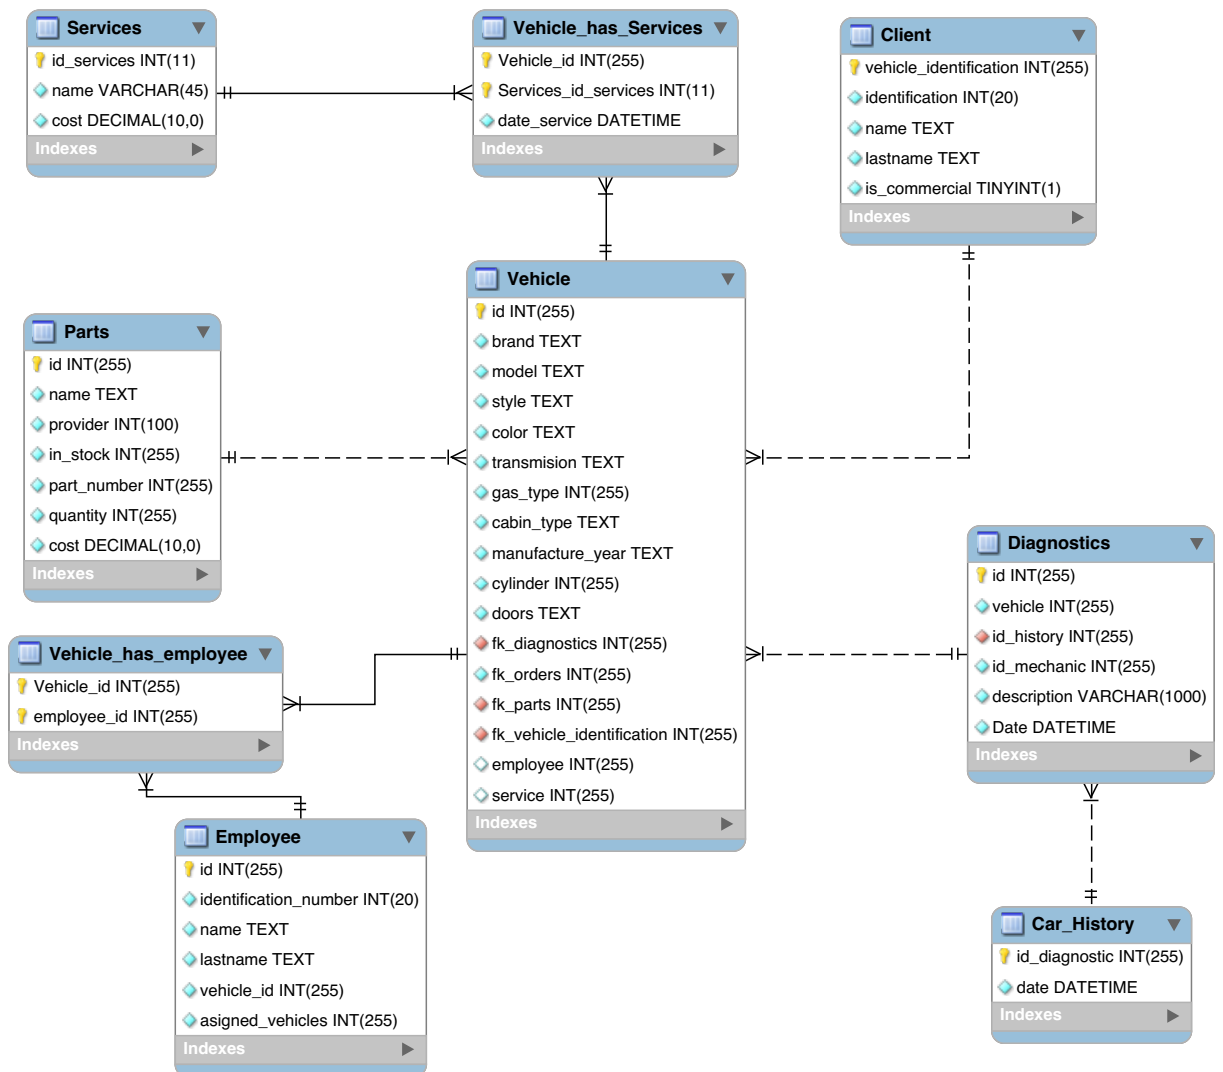 Services
id_services INT(11)
name VARCHAR(45)
cost DECIMAL(10,0)
Indexes
Vehicle_has_Services
Vehicle_id INT(255)
Services_id_services INT(11)
date_service DATETIME
Indexes
Client
vehicle_identification INT(255)
identification INT(20)
name TEXT
lastname TEXT
is_commercial TINYINT(1)
Indexes
Parts
id INT(255)
name TEXT
provider INT(100)
in_stock INT(255)
part_number INT(255)
quantity INT(255)
cost DECIMAL(10,0)
Indexes
Vehicle
id INT(255)
brand TEXT
model TEXT
style TEXT
color TEXT
transmision TEXT
gas_type INT(255)
cabin_type TEXT
manufacture_year TEXT
cylinder INT(255)
doors TEXT
fk_diagnostics INT(255)
fk_orders INT(255)
fk_parts INT(255)
fk_vehicle_identification INT(255)
employee INT(255)
service INT(255)
Indexes
Diagnostics
id INT(255)
vehicle INT(255)
id_history INT(255)
id_mechanic INT(255)
description VARCHAR(1000)
Date DATETIME
Indexes
Vehicle_has_employee
Vehicle_id INT(255)
employee_id INT(255)
Indexes
Employee
id INT(255)
identification_number INT(20)
name TEXT
lastname TEXT
vehicle_id INT(255)
asigned_vehicles INT(255)
Indexes
Car_History
id_diagnostic INT(255)
date DATETIME
Indexes